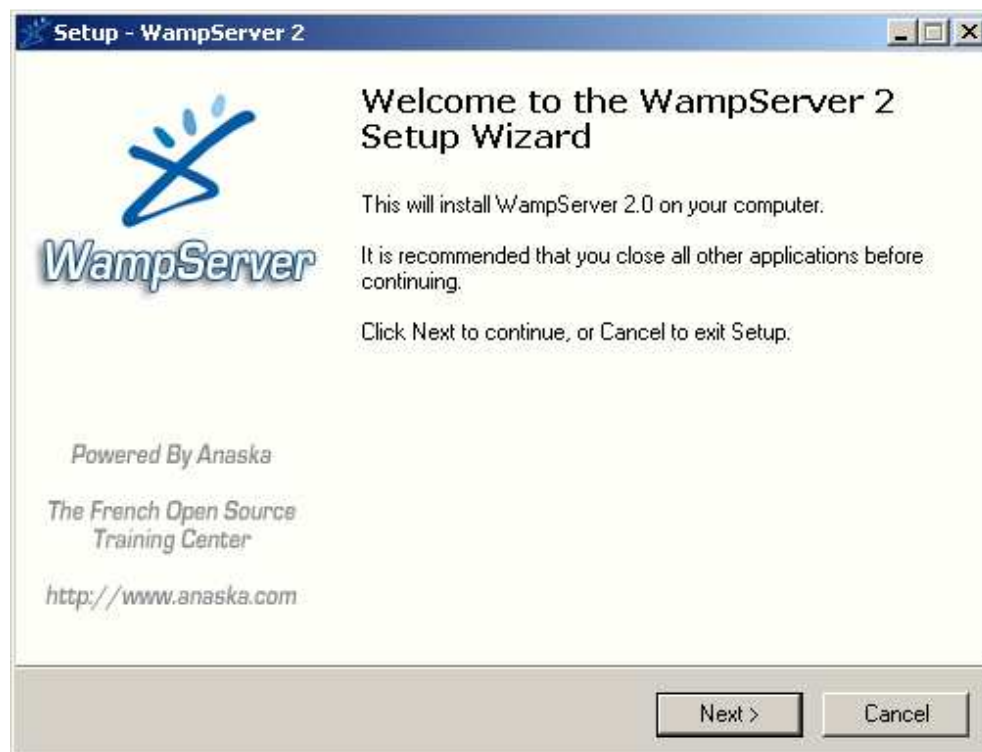 Setup - WampServer 2
WampServer
Welcome to the WampServer 2
Setup Wizard
This will install WampServer 2.0 on your computer.
It is recommended that you close all other applications before
continuing.
Click Next to continue, or Cancel to exit Setup.
Powered By Anaska
The French Open Source
Training Center
http://www.anaska.com
Next >
Cancel